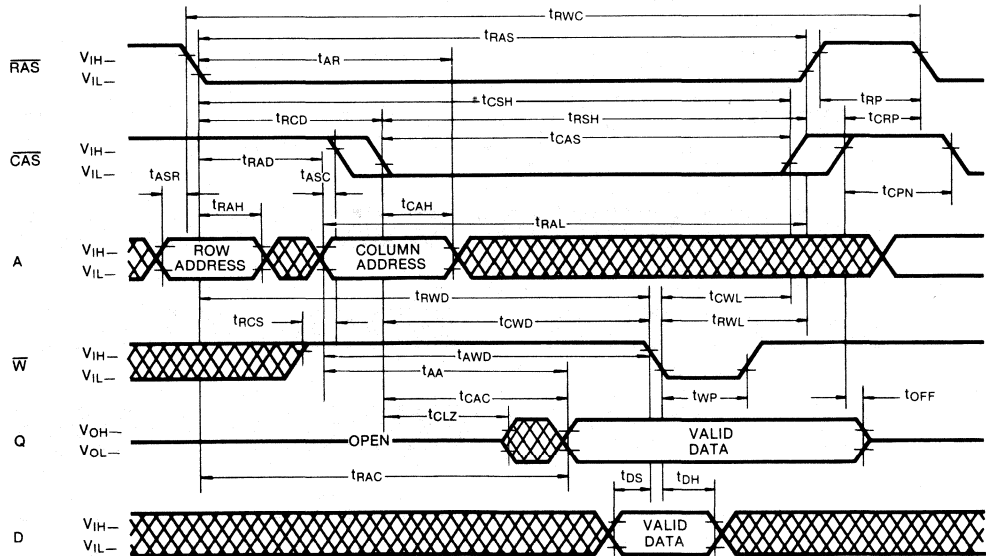 tRWC
tRAS
tAR
RAS
VIH—
VIL—
tCSH
tRP
tRCD
tRSH
tCRP
tCAS
CAS
VIH—
VIL—
tRAD
tASR
tASC
tCPN
tRAH
tCAH
tRAL
A
VIH—
VIL—
ROW
ADDRESS
COLUMN
ADDRESS
tRWD
tCWL
tRCS
tCWD
tRWL
W
VIH—
VIL—
tAWD
tAA
tWP
tOFF
tCAC
tCLZ
Q
VOH—
VOL—
OPEN
VALID
DATA
tRAC
tDS
tDH
D
VIH—
VIL—
VALID
DATA